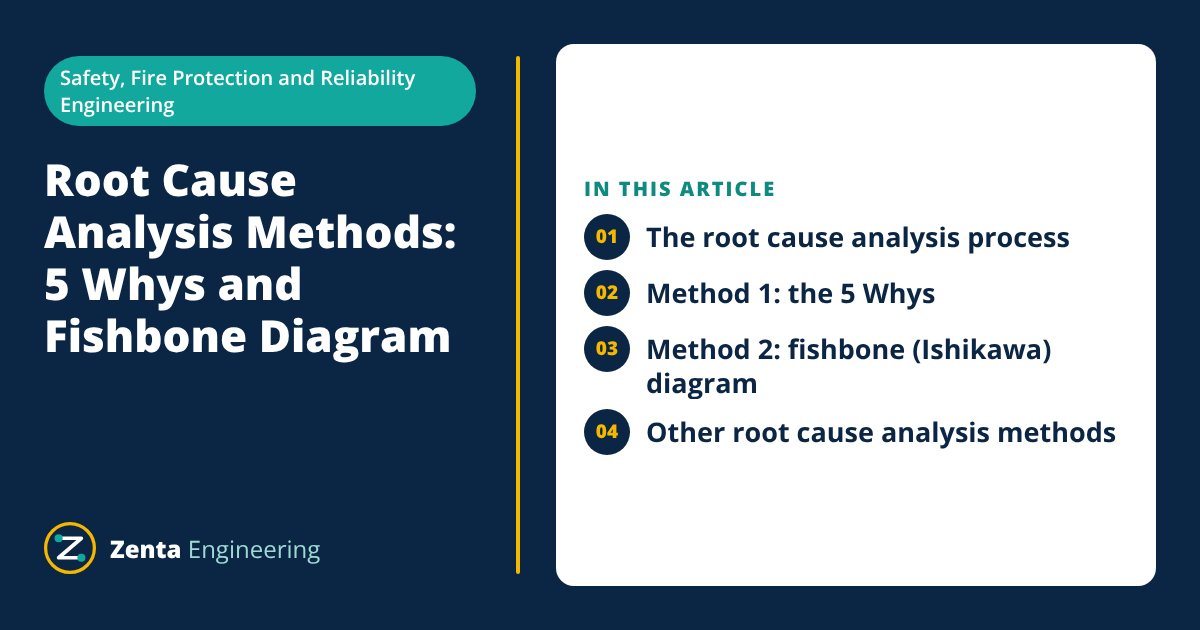 Safety, Fire Protection and Reliability
Engineering
Root Cause
Analysis Methods:
5 Whys and
Fishbone Diagram
Zenta Engineering
IN THIS ARTICLE
01 The root cause analysis process
02 Method 1: the 5 Whys
03 Method 2: fishbone (Ishikawa)
diagram
04 Other root cause analysis methods